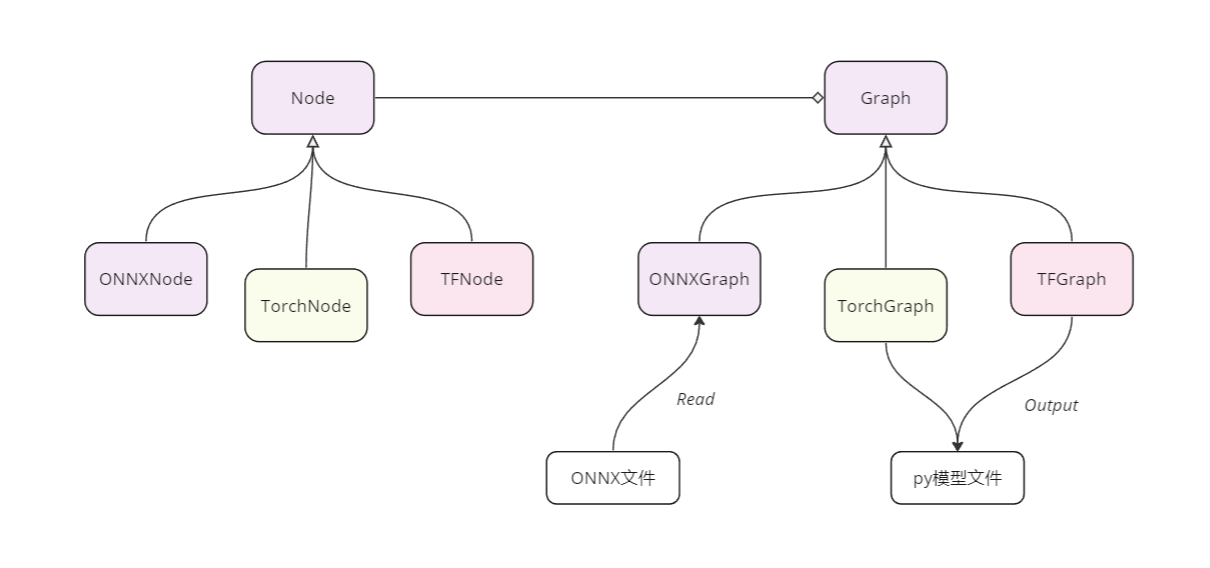 Node
Graph
ONNXNode
TorchNode
TFNode
ONNXGraph
TorchGraph
TFGraph
Read
Output
ONNX文件
py模型文件